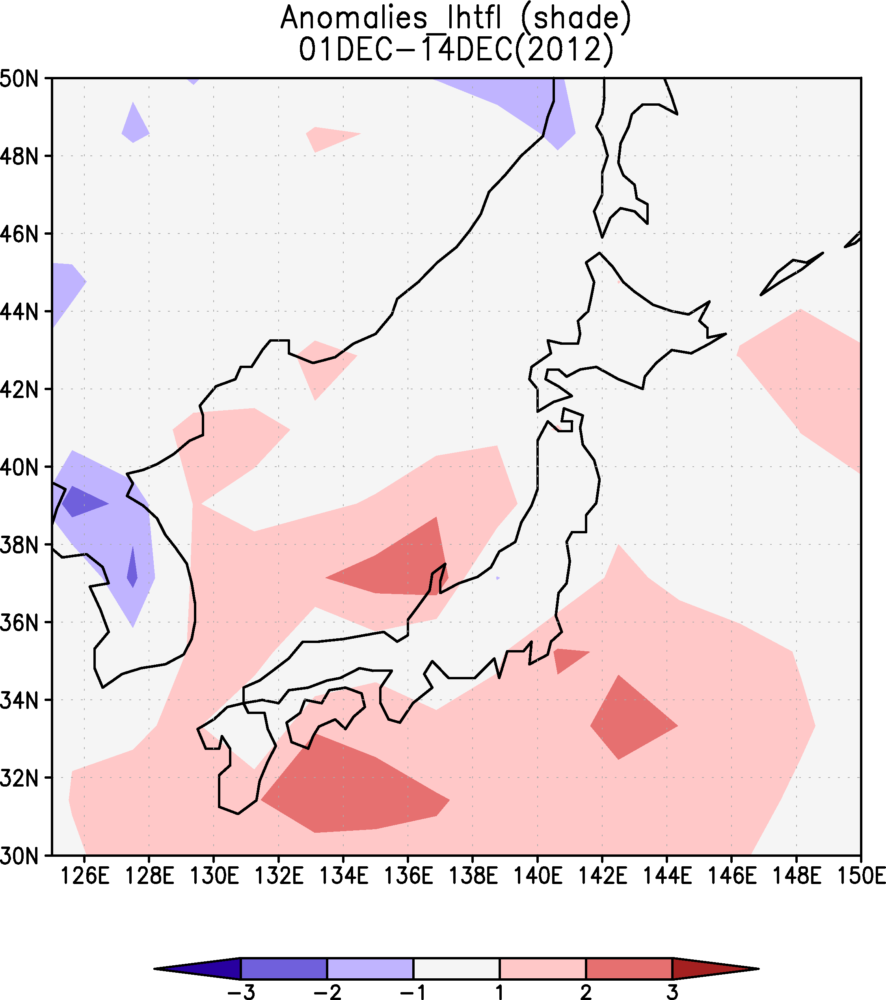 Anomalies_lhtfl (shade)
01DEC-14DEC(2012)
50N
48N
46N
44N
42N
40N
38N
36N
34N
32N
30N
126E 128E 130E 132E 134E 136E 138E 140E 142E 144E 146E 148E 150E
-3 -2 -1 1 2 3